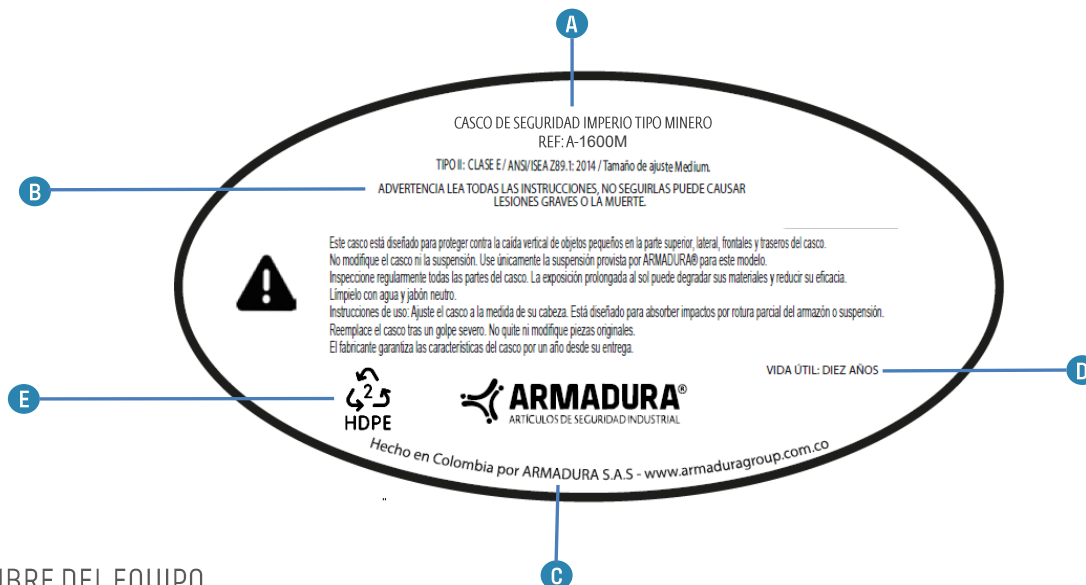 A
CASCO DE SEGURIDAD IMPERIO TIPO MINERO
REF: A-1600M
TIPO II: CLASE E / ANSI/ISEA Z89.1: 2014 / Tamaño de ajuste Medium.
B
ADVERTENCIA LEA TODAS LAS INSTRUCCIONES, NO SEGUIRLAS PUEDE CAUSAR
LESIONES GRAVES O LA MUERTE.
Este casco está diseñado para proteger contra la caída vertical de objetos pequeños en la parte superior, lateral, frontales y traseros del casco.
No modifique el casco ni la suspensión. Use únicamente la suspensión provista por ARMADURA® para este modelo.
Inspeccione regularmente todas las partes del casco. La exposición prolongada al sol puede degradar sus materiales y reducir su eficacia.
Límpielo con agua y jabón neutro.
Instrucciones de uso: Ajuste el casco a la medida de su cabeza. Está diseñado para absorber impactos por rotura parcial del armazón o suspensión.
Reemplace el casco tras un golpe severo. No quite ni modifique piezas originales.
El fabricante garantiza las características del casco por un año desde su entrega.
VIDA ÚTIL: DIEZ AÑOS
D
E
2
HDPE
ARMADURA®
ARTÍCULOS DE SEGURIDAD INDUSTRIAL
Hecho en Colombia por ARMADURA S.A.S - www.armaduragroup.com.co
C
DEL EQUIPO